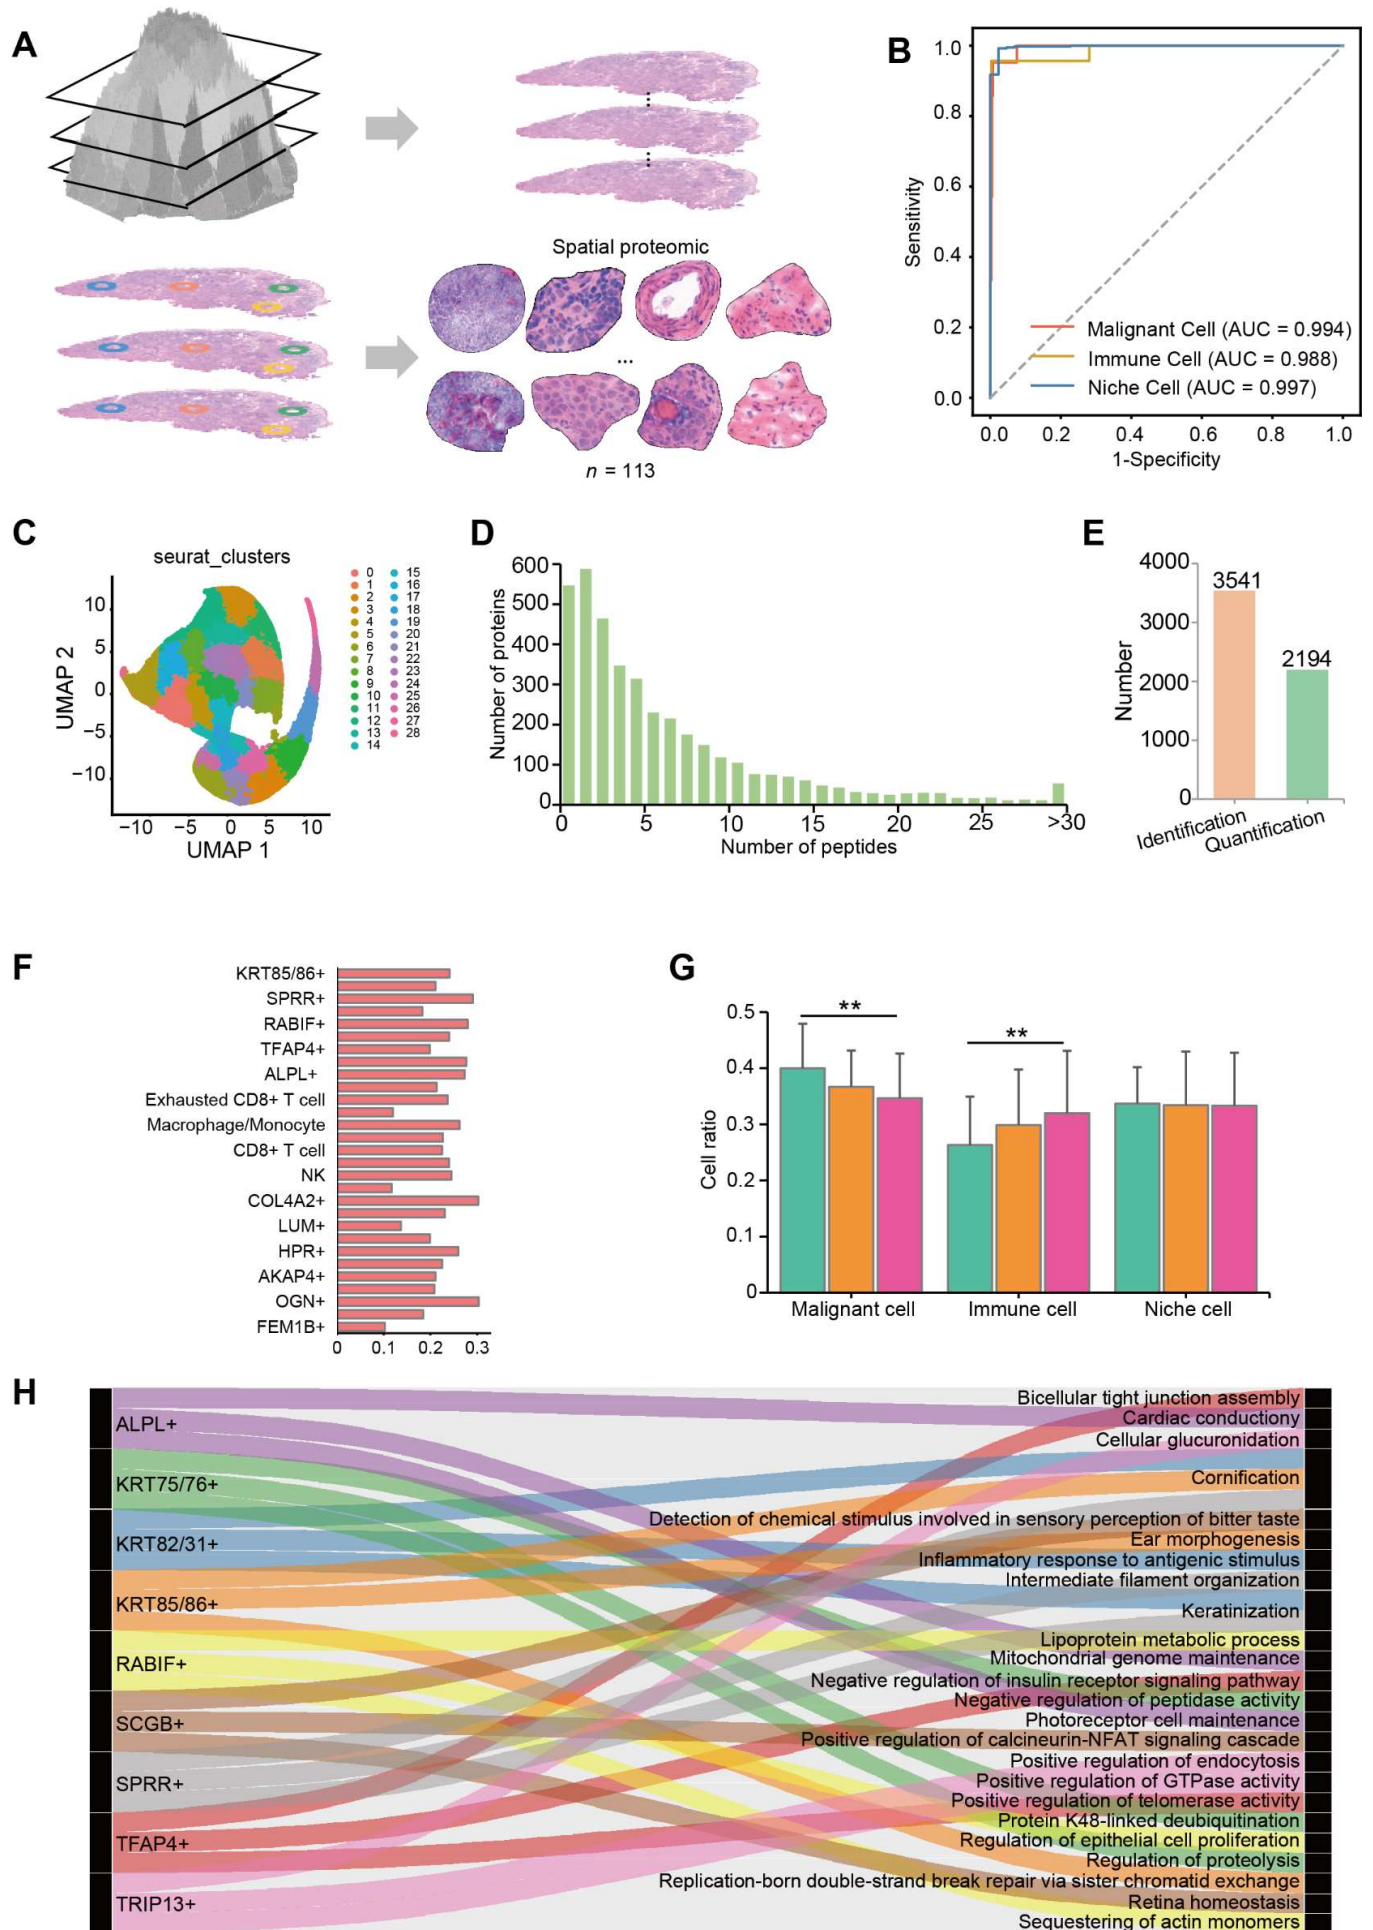 A
Spatial proteomic
...
n = 113
B
1.0
0.8
0.6
0.4
0.2
0.0
Sensitivity
Malignant Cell (AUC = 0.994)
Immune Cell (AUC = 0.988)
Niche Cell (AUC = 0.997)
0.0 0.2 0.4 0.6 0.8 1.0
1-Specificity
C
seurat_clusters
10
5
0
−5
−10
UMAP 2
−10 −5 0 5 10
UMAP 1
0 15
1 16
2 17
3 18
4 19
5 20
6 21
7 22
8 23
9 24
10 25
11 26
12 27
13 28
14
D
600
500
400
300
200
100
0
Number of proteins
0 5 10 15 20 25 >30
Number of peptides
E
4000
3000
2000
1000
0
Number
3541
2194
Identification
Quantification
F
KRT85/86+
SPRR+
RABIF+
TFAP4+
ALPL+
Exhausted CD8+ T cell
Macrophage/Monocyte
CD8+ T cell
NK
COL4A2+
LUM+
HPR+
AKAP4+
OGN+
FEM1B+
0 0.1 0.2 0.3
G
0.5
0.4
0.3
0.2
0.1
0
Cell ratio
**
**
Malignant cell Immune cell Niche cell
H
ALPL+
KRT75/76+
KRT82/31+
KRT85/86+
RABIF+
SCGB+
SPRR+
TFAP4+
TRIP13+
Bicellular tight junction assembly
Cardiac conductiony
Cellular glucuronidation
Cornification
Detection of chemical stimulus involved in sensory perception of bitter taste
Ear morphogenesis
Inflammatory response to antigenic stimulus
Intermediate filament organization
Keratinization
Lipoprotein metabolic process
Mitochondrial genome maintenance
Negative regulation of insulin receptor signaling pathway
Negative regulation of peptidase activity
Photoreceptor cell maintenance
Positive regulation of calcineurin-NFAT signaling cascade
Positive regulation of endocytosis
Positive regulation of GTPase activity
Positive regulation of telomerase activity
Protein K48-linked deubiquitination
Regulation of epithelial cell proliferation
Regulation of proteolysis
Replication-born double-strand break repair via sister chromatid exchange
Retina homeostasis
Sequestering of actin monomers